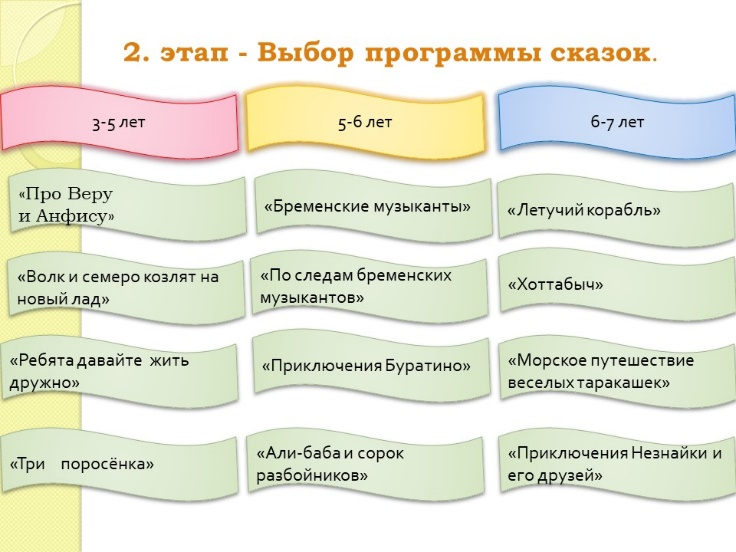 2. этап - Выбор программы сказок.
3-5 лет
5-6 лет
6-7 лет
«Про Веру
и Анфису»
«Бременские музыканты»
«Летучий корабль»
«Волк и семеро козлят на
новый лад»
«По следам бременских
музыкантов»
«Хоттабыч»
«Ребята давайте жить
дружно»
«Приключения Буратино»
«Морское путешествие
веселых таракашек»
«Три поросёнка»
«Али-баба и сорок
разбойников»
«Приключения Незнайки и
его друзей»